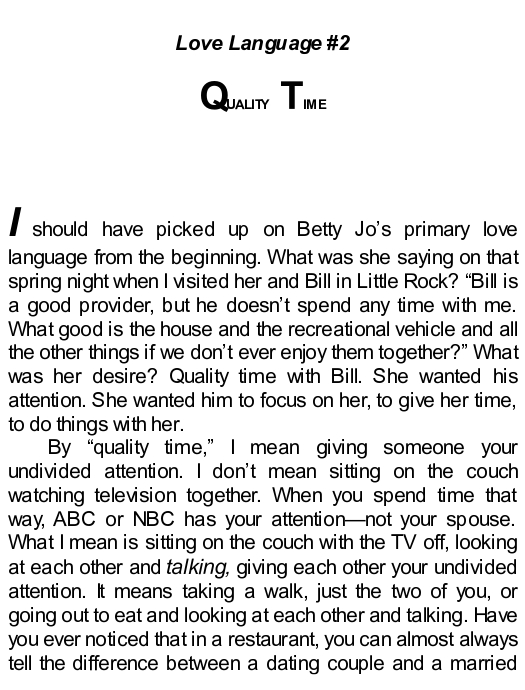 Love Language #2
QUALITY TIME
I should have picked up on Betty Jo’s primary love
language from the beginning. What was she saying on that
spring night when I visited her and Bill in Little Rock? “Bill is
a good provider, but he doesn’t spend any time with me.
What good is the house and the recreational vehicle and all
the other things if we don’t ever enjoy them together?” What
was her desire? Quality time with Bill. She wanted his
attention. She wanted him to focus on her, to give her time,
to do things with her.
By “quality time,” I mean giving someone your
undivided attention. I don’t mean sitting on the couch
watching television together. When you spend time that
way, ABC or NBC has your attention—not your spouse.
What I mean is sitting on the couch with the TV off, looking
at each other and talking, giving each other your undivided
attention. It means taking a walk, just the two of you, or
going out to eat and looking at each other and talking. Have
you ever noticed that in a restaurant, you can almost always
tell the difference between a dating couple and a married